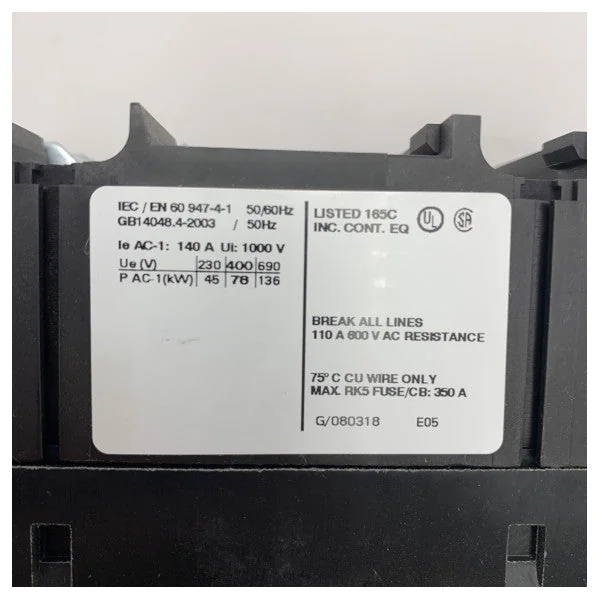 IEC / EN 60 947-4-1 50/60Hz
GB14048.4-2003 / 50Hz
Ie AC-1: 140 A Ui: 1000 V
Ue (V) 230 400 690
P AC-1(kW) 45 78 136
LISTED 165C
INC. CONT. EQ
UL
SA
BREAK ALL LINES
110 A 600 V AC RESISTANCE
75° C CU WIRE ONLY
MAX. RK5 FUSE/CB: 350 A
G/080318 E05